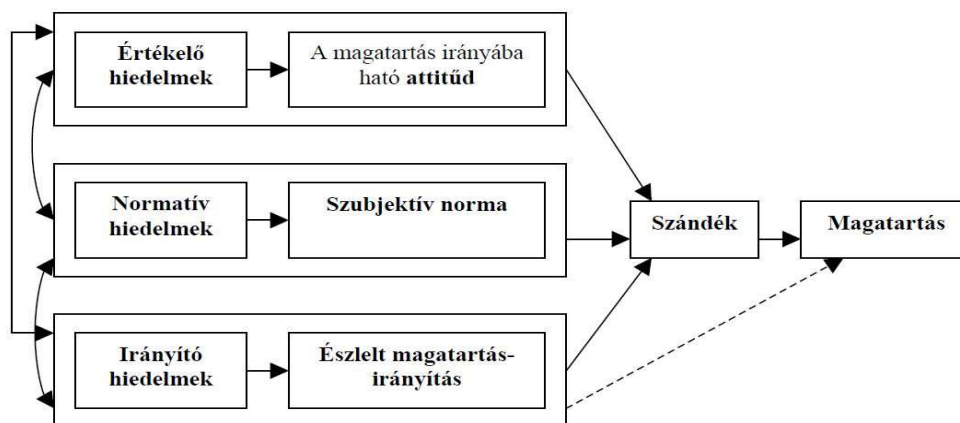 Értékelő
hiedelmek
A magatartás irányába
ható attitűd
Normatív
hiedelmek
Szubjektív norma
Szándék
Magatartás
Irányító
hiedelmek
Észlelt magatartás-
irányítás